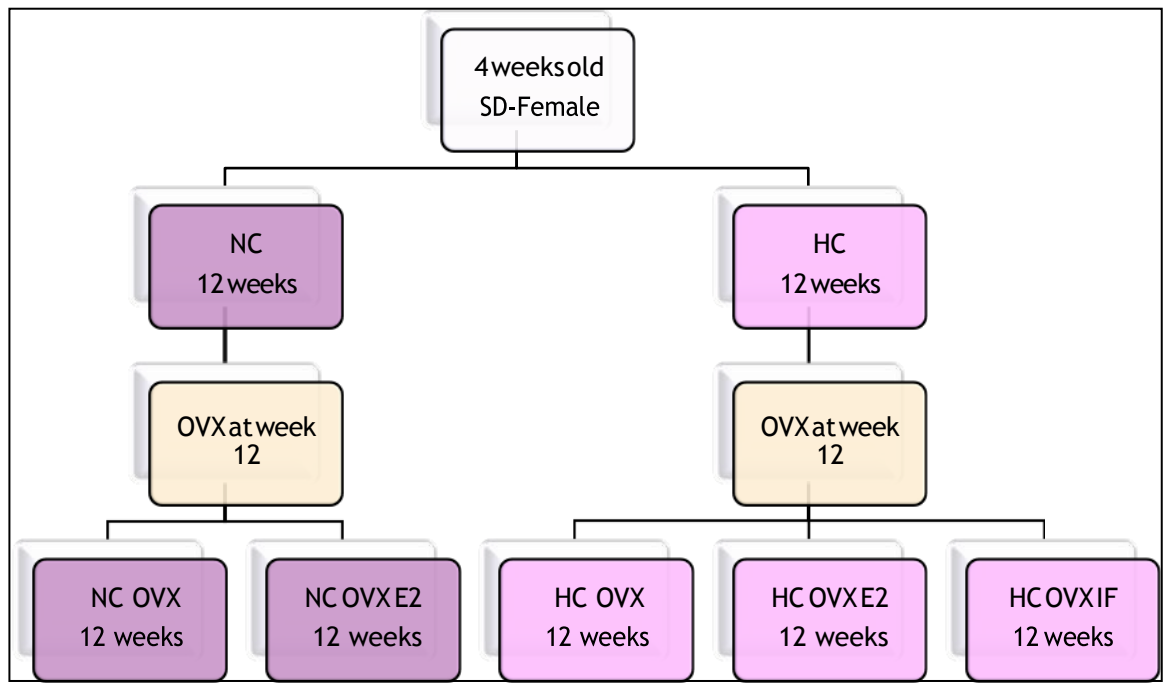 4 weeks old
SD-Female
NC
12 weeks
HC
12 weeks
OVX at week
12
OVX at week
12
NC OVX
12 weeks
NC OVX E2
12 weeks
HC OVX
12 weeks
HC OVX E2
12 weeks
HC OVX IF
12 weeks